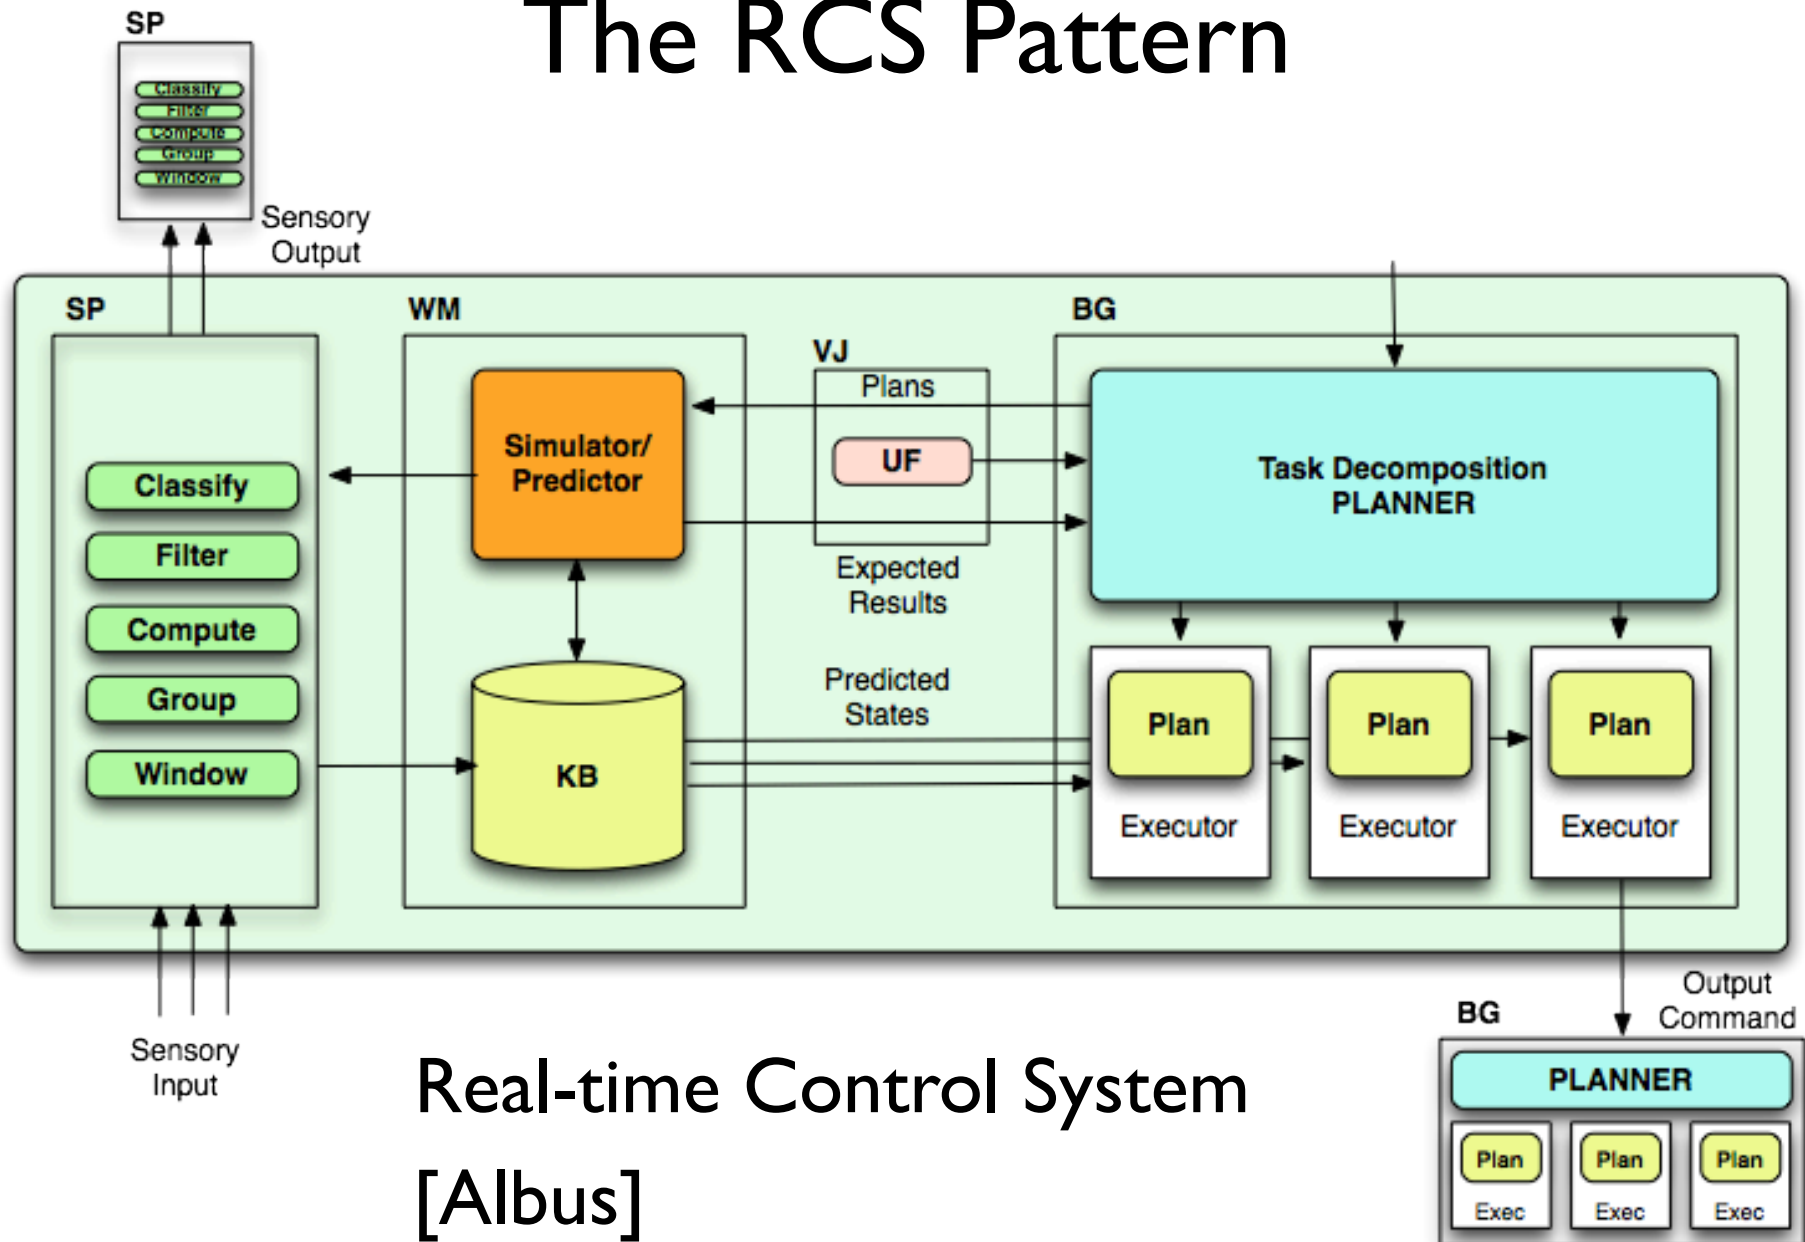 The RCS Pattern
SP
Classify
Filter
Compute
Group
Window
Sensory
Output
SP
Classify
Filter
Compute
Group
Window
WM
Simulator/
Predictor
KB
VJ
Plans
UF
Expected
Results
Predicted
States
BG
Task Decomposition
PLANNER
Plan
Executor
Plan
Executor
Plan
Executor
Sensory
Input
Output
Command
BG
PLANNER
Plan
Exec
Plan
Exec
Plan
Exec
Real-time Control System
[Albus]